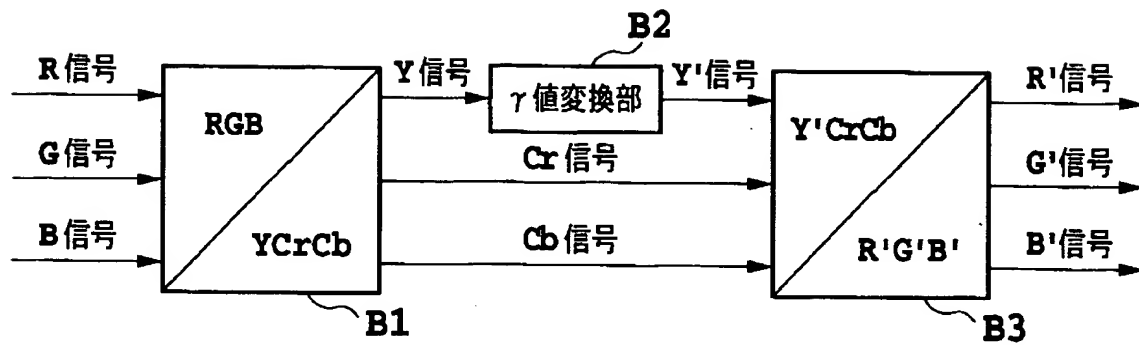 R信号
G信号
B信号
RGB
YCrCb
B1
Y信号
B2
γ値変換部
Y'信号
Cr信号
Cb信号
Y'CrCb
R'G'B'
B3
R'信号
G'信号
B'信号